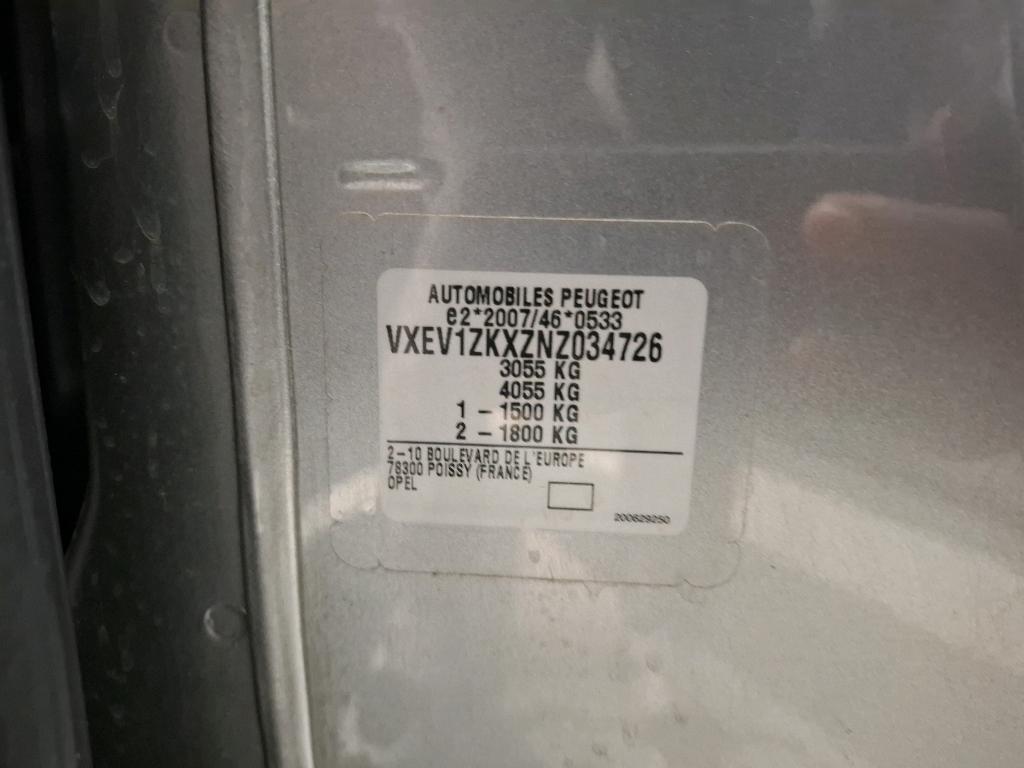 AUTOMOBILES PEUGEOT
e2*2007/46*0533
VXEV1ZKXZNZ034726
3055 KG
4055 KG
1 - 1500 KG
2 - 1800 KG
2-10 BOULEVARD DE L'EUROPE
78300 POISSY (FRANCE)
OPEL
200629250